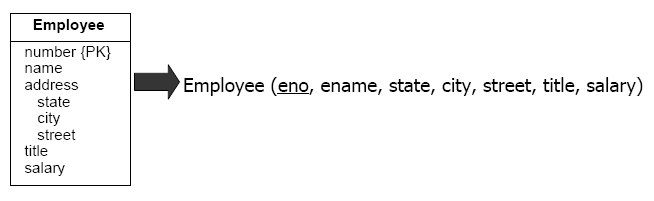 Employee
number {PK}
name
address
state
city
street
title
salary
Employee (eno, ename, state, city, street, title, salary)